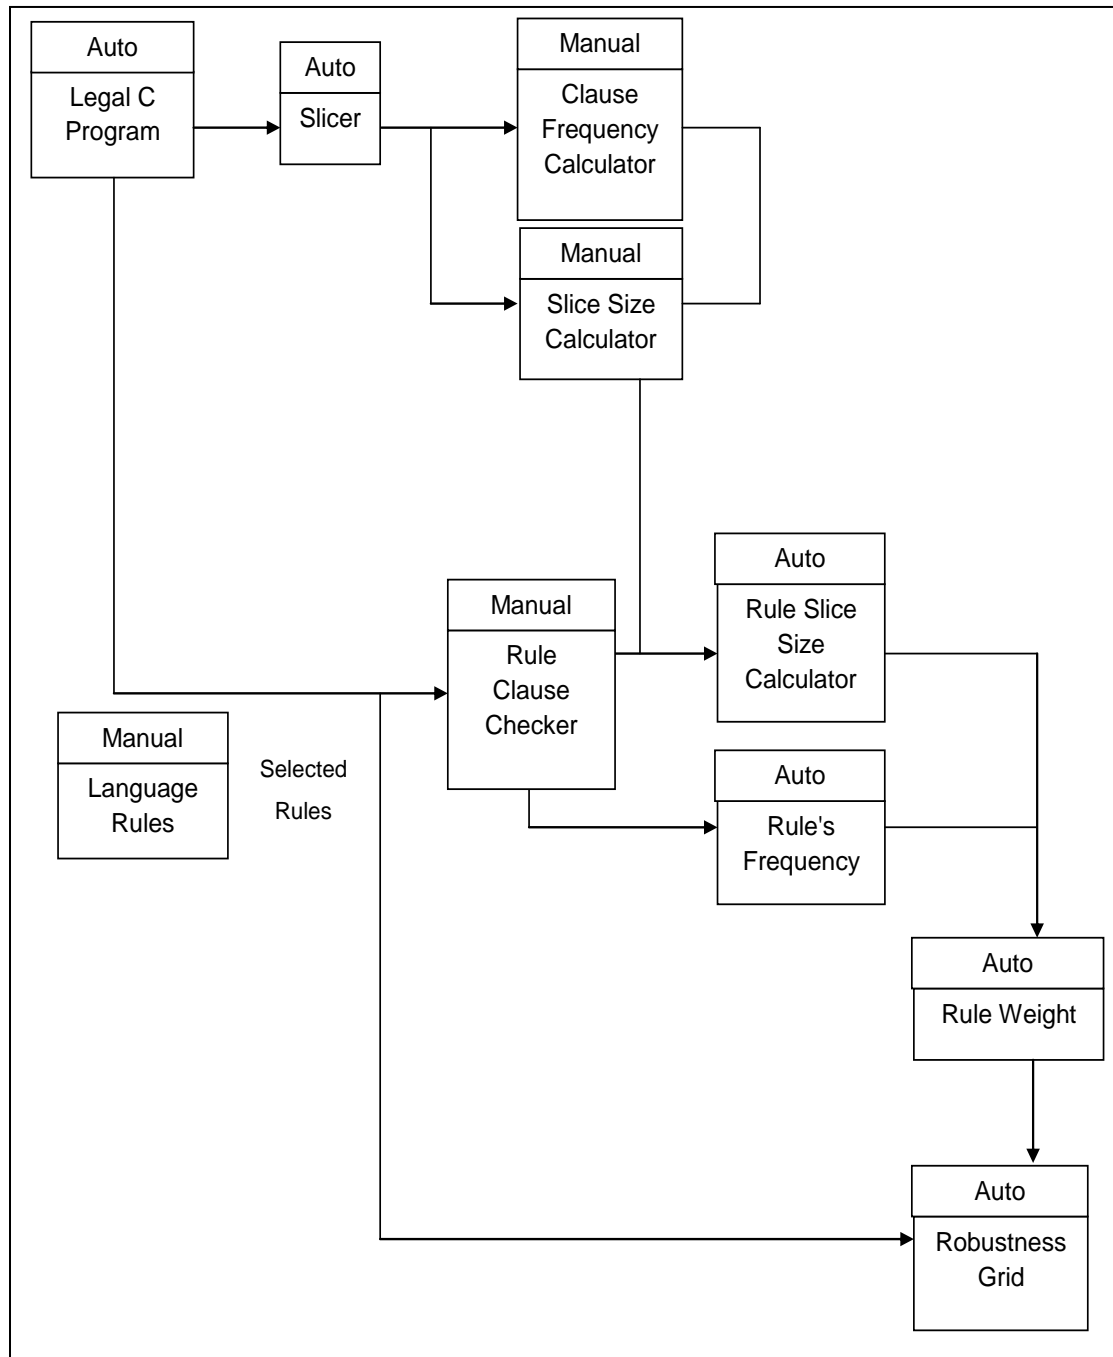 Auto
Legal C
Program
Auto
Slicer
Manual
Clause
Frequency
Calculator
Manual
Slice Size
Calculator
Manual
Rule
Clause
Checker
Auto
Rule Slice
Size
Calculator
Manual
Language
Rules
Selected
Rules
Auto
Rule's
Frequency
Auto
Rule Weight
Auto
Robustness
Grid